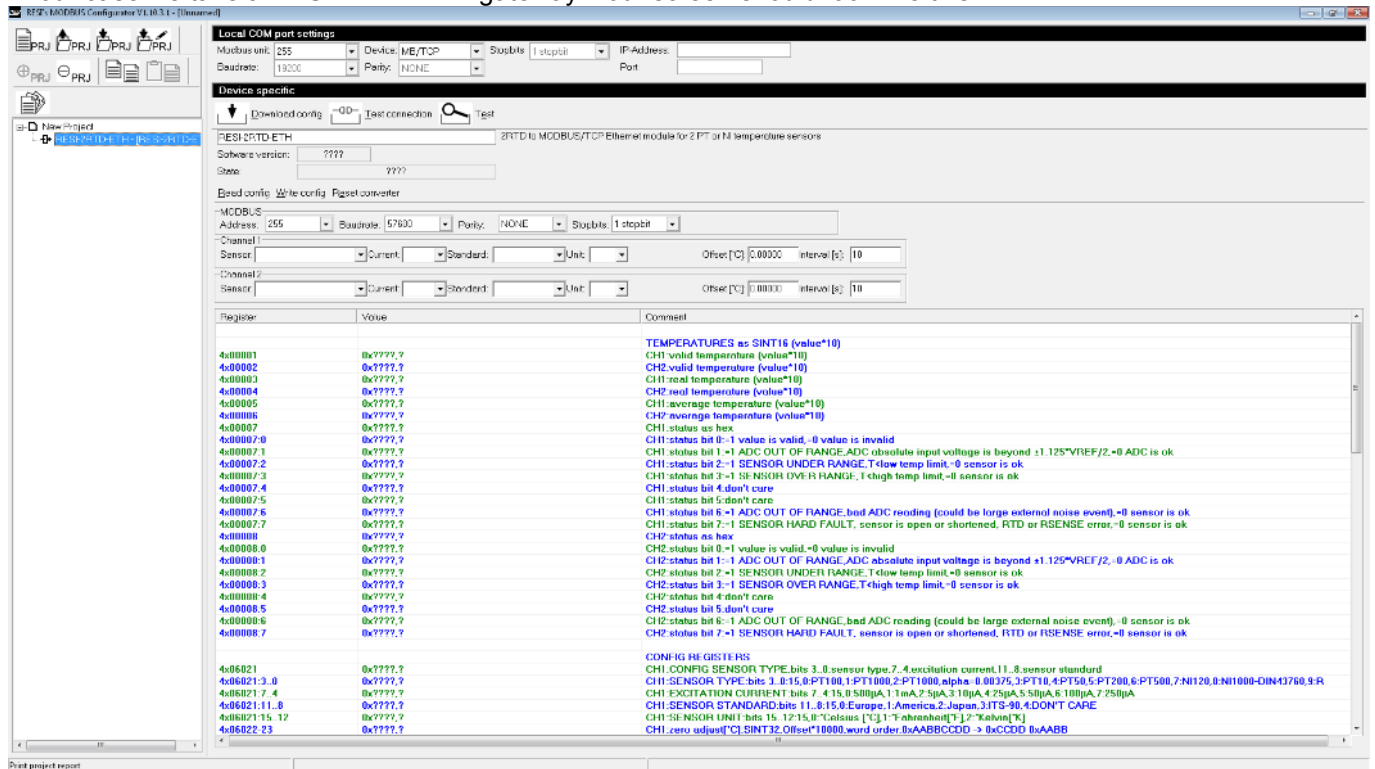 RESI's MODBUS Configurator V1.10.3.1 - [Unnamed]
PRJ PRJ PRJ PRJ
PRJ PRJ
New Project
Local COM port settings
Modbus unit: 255 Device: MB/TCP Stopbits 1 stopbit IP-Address:
Baudrate: 19200 Parity: NONE Port
Device specific
Download config Test connection Test
RESI-2RTD-ETH 2RTD to MODBUS/TCP Ethernet module for 2 PT or NI temperature sensors
Software version: ????
State: ????
Read config Write config Reset converter
MODBUS
Address: 255 Baudrate: 57600 Parity: NONE Stopbits: 1 stopbit
Channel 1
Sensor: Current: Standard: Unit: Offset [°C] 0.00000 Interval [s]: 10
Channel 2
Sensor: Current: Standard: Unit: Offset [°C] 0.00000 Interval [s]: 10
Register Value Comment
TEMPERATURES as SINT16 (value*10)
4x00001 0x????,? CH1:valid temperature (value*10)
4x00002 0x????,? CH2:valid temperature (value*10)
4x00003 0x????,? CH1:real temperature (value*10)
4x00004 0x????,? CH2:real temperature (value*10)
4x00005 0x????,? CH1:average temperature (value*10)
4x00006 0x????,? CH2:average temperature (value*10)
4x00007 0x????,? CH1:status as hex
4x00007:0 0x????,? CH1:status bit 0:=1 value is valid,=0 value is invalid
4x00007:1 0x????,? CH1:status bit 1:=1 ADC OUT OF RANGE,ADC absolute input voltage is beyond ±1.125*VREF/2,=0 ADC is ok
4x00007:2 0x????,? CH1:status bit 2:=1 SENSOR UNDER RANGE,T<low temp limit,=0 sensor is ok
4x00007:3 0x????,? CH1:status bit 3:=1 SENSOR OVER RANGE,T<high temp limit,=0 sensor is ok
4x00007:4 0x????,? CH1:status bit 4:don't care
4x00007:5 0x????,? CH1:status bit 5:don't care
4x00007:6 0x????,? CH1:status bit 6:=1 ADC OUT OF RANGE,bad ADC reading (could be large external noise event),=0 sensor is ok
4x00007:7 0x????,? CH1:status bit 7:=1 SENSOR HARD FAULT, sensor is open or shortened, RTD or RSENSE error,=0 sensor is ok
4x00008 0x????,? CH2:status as hex
4x00008:0 0x????,? CH2:status bit 0:=1 value is valid,=0 value is invalid
4x00008:1 0x????,? CH2:status bit 1:=1 ADC OUT OF RANGE,ADC absolute input voltage is beyond ±1.125*VREF/2,=0 ADC is ok
4x00008:2 0x????,? CH2:status bit 2:=1 SENSOR UNDER RANGE,T<low temp limit,=0 sensor is ok
4x00008:3 0x????,? CH2:status bit 3:=1 SENSOR OVER RANGE,T<high temp limit,=0 sensor is ok
4x00008:4 0x????,? CH2:status bit 4:don't care
4x00008:5 0x????,? CH2:status bit 5:don't care
4x00008:6 0x????,? CH2:status bit 6:=1 ADC OUT OF RANGE,bad ADC reading (could be large external noise event),=0 sensor is ok
4x00008:7 0x????,? CH2:status bit 7:=1 SENSOR HARD FAULT, sensor is open or shortened, RTD or RSENSE error,=0 sensor is ok
CONFIG REGISTERS
4x06021 0x????,? CH1:CONFIG SENSOR TYPE,bits 3..0:sensor type,7..4:excitation current,11..8:sensor standard
4x06021:3..0 0x????,? CH1:SENSOR TYPE:bits 3..0:15,0:PT100,1:PT1000,2:PT1000,alpha=0.00375,3:PT10,4:PT50,5:PT200,6:PT500,7:NI120,8:NI1000-DIN43760,9:R
4x06021:7..4 0x????,? CH1:EXCITATION CURRENT:bits 7..4:15,0:500µA,1:1mA,2:5µA,3:10µA,4:25µA,5:50µA,6:100µA,7:250µA
4x06021:11..8 0x????,? CH1:SENSOR STANDARD:bits 11..8:15,0:Europe,1:America,2:Japan,3:ITS-90,4:DON'T CARE
4x06021:15..12 0x????,? CH1:SENSOR UNIT:bits 15..12:15,0:°Celsius [°C],1:°Fahrenheit[°F],2:°Kelvin[°K]
4x06022-23 0x????,? CH1:zero adjust[°C],SINT32,Offset*10000,word order:0xAABBCCDD -> 0xCCDD 0xAABB
Print project report